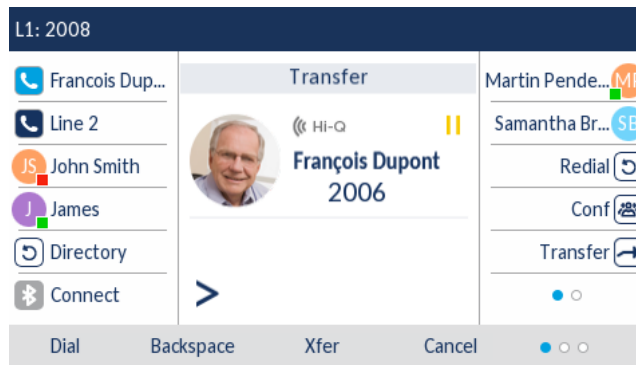 L1: 2008
Francois Dup...
Line 2
JS John Smith
J James
Directory
Connect
Transfer
Hi-Q
François Dupont
2006
>
Martin Pende... MP
Samantha Br... SB
Redial
Conf
Transfer
Dial Backspace Xfer Cancel